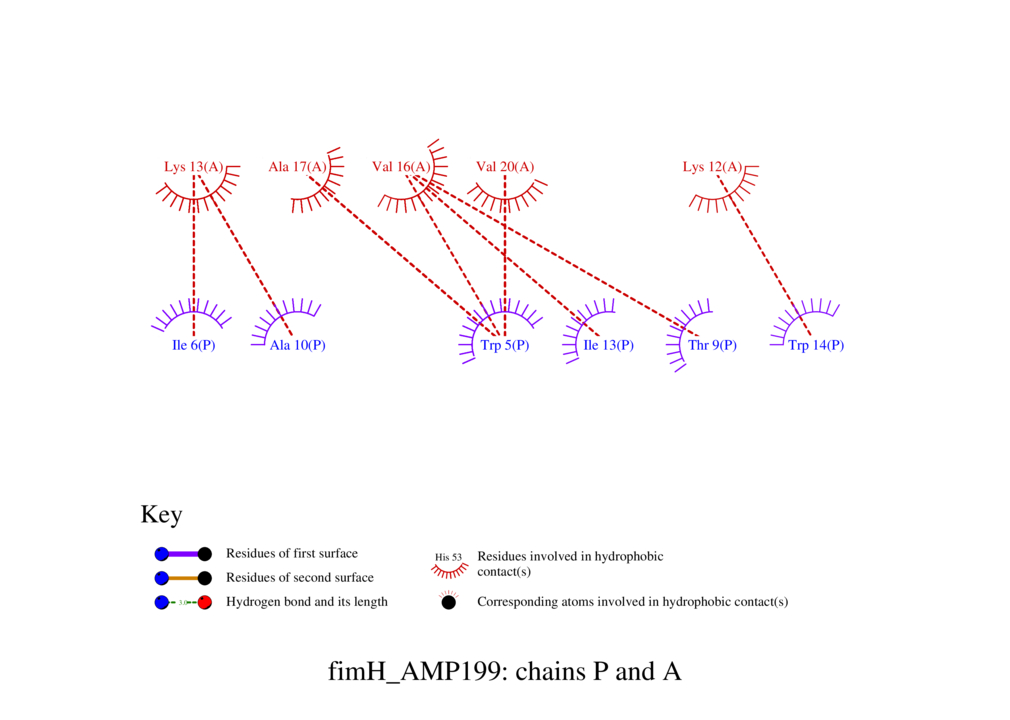 Lys 13(A) Ala 17(A) Val 16(A) Val 20(A) Lys 12(A)
Ile 6(P) Ala 10(P) Trp 5(P) Ile 13(P) Thr 9(P) Trp 14(P)
Key
Residues of first surface
Residues of second surface
3.0
Hydrogen bond and its length
His 53
Residues involved in hydrophobic
contact(s)
Corresponding atoms involved in hydrophobic contact(s)
fimH_AMP199: chains P and A